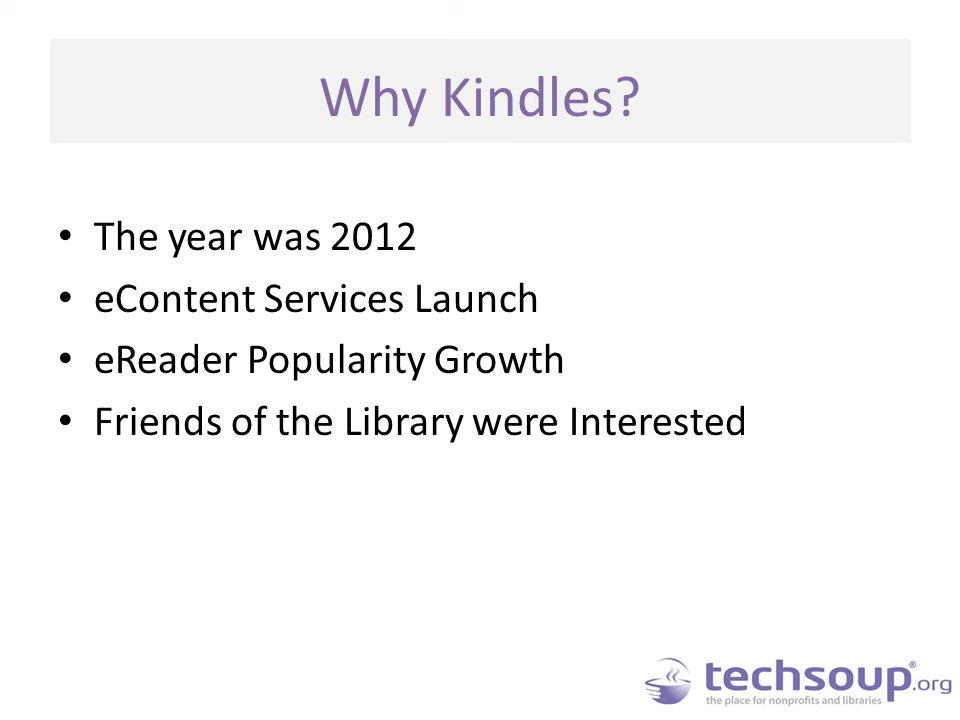 Why Kindles?
• The year was 2012
• eContent Services Launch
• eReader Popularity Growth
• Friends of the Library were Interested
techsoup®.org
the place for nonprofits and libraries